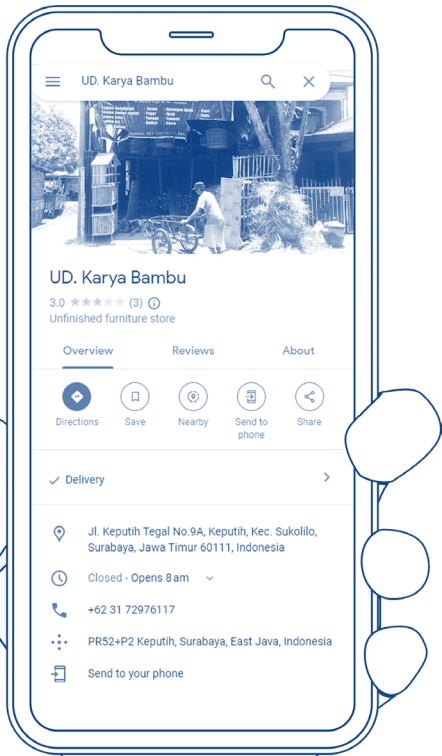 UD. Karya Bambu
UD. Karya Bambu
3.0 (3)
Unfinished furniture store
Overview Reviews About
Directions Save Nearby Send to phone Share
Delivery
Jl. Keputih Tegal No.9A, Keputih, Kec. Sukolilo,
Surabaya, Jawa Timur 60111, Indonesia
Closed · Opens 8 am
+62 31 72976117
PR52+P2 Keputih, Surabaya, East Java, Indonesia
Send to your phone